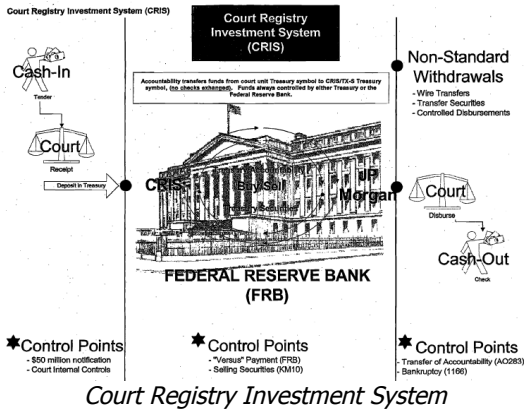 Court Registry Investment System (CRIS)
Court Registry
Investment System
(CRIS)
Accountability transfers funds from court unit Treasury symbol to CRIS/TX-S Treasury
symbol, (no checks exhanged). Funds always controlled by either Treasury or the
Federal Reserve Bank.
Cash-In
Tender
Court
Receipt
Deposit in Treasury
CRIS
Treasury Accountability
Buy/Sell
Treasury Securities
JP
Morgan
FEDERAL RESERVE BANK
(FRB)
Non-Standard
Withdrawals
- Wire Transfers
- Transfer Securities
- Controlled Disbursements
Court
Disburse
Cash-Out
Check
Control Points
- $50 million notification
- Court Internal Controls
Control Points
- "Versus" Payment (FRB)
- Selling Securities (KM10)
Control Points
- Transfer of Accountability (AO283)
- Bankruptcy (1166)
Court Registry Investment System